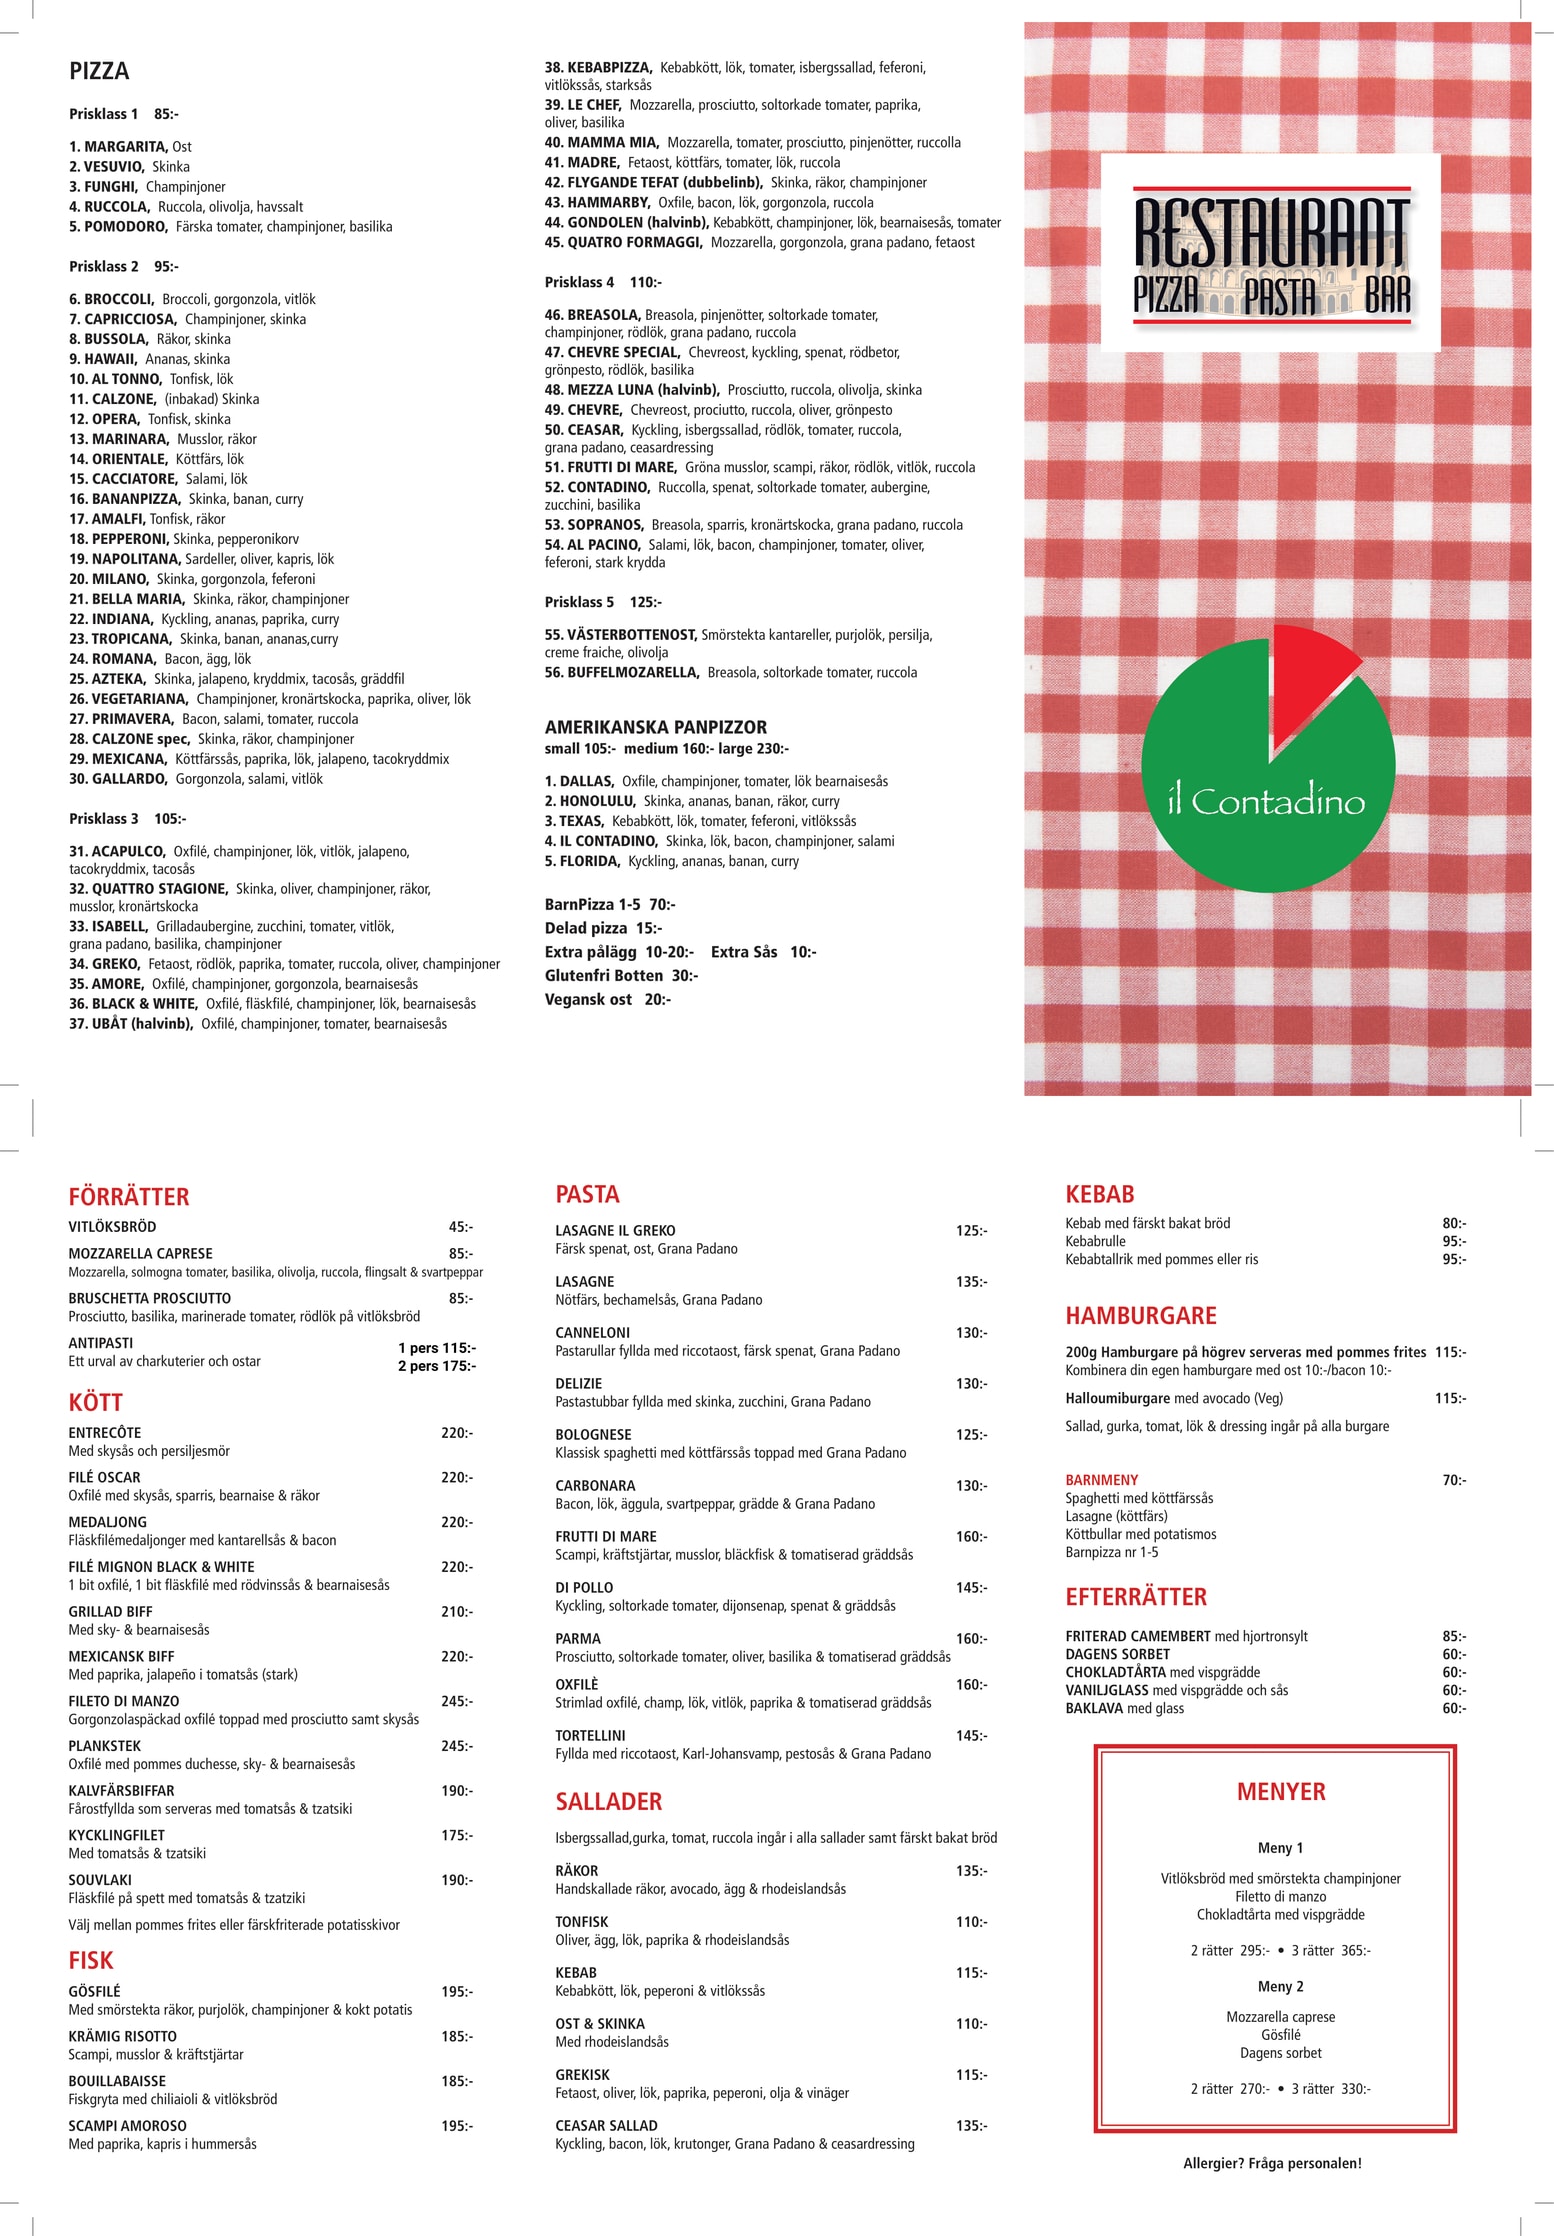 PIZZA
Prisklass 1 85:-
1. MARGARITA, Ost
2. VESUVIO, Skinka
3. FUNGHI, Champinjoner
4. RUCCOLA, Ruccola, olivolja, havssalt
5. POMODORO, Färska tomater, champinjoner, basilika
Prisklass 2 95:-
6. BROCCOLI, Broccoli, gorgonzola, vitlök
7. CAPRICCIOSA, Champinjoner, skinka
8. BUSSOLA, Räkor, skinka
9. HAWAII, Ananas, skinka
10. AL TONNO, Tonfisk, lök
11. CALZONE, (inbakad) Skinka
12. OPERA, Tonfisk, skinka
13. MARINARA, Musslor, räkor
14. ORIENTALE, Köttfärs, lök
15. CACCIATORE, Salami, lök
16. BANANPIZZA, Skinka, banan, curry
17. AMALFI, Tonfisk, räkor
18. PEPPERONI, Skinka, pepperonikorv
19. NAPOLITANA, Sardeller, oliver, kapris, lök
20. MILANO, Skinka, gorgonzola, feferoni
21. BELLA MARIA, Skinka, räkor, champinjoner
22. INDIANA, Kyckling, ananas, paprika, curry
23. TROPICANA, Skinka, banan, ananas,curry
24. ROMANA, Bacon, ägg, lök
25. AZTEKA, Skinka, jalapeno, kryddmix, tacosås, gräddfil
26. VEGETARIANA, Champinjoner, kronärtskocka, paprika, oliver, lök
27. PRIMAVERA, Bacon, salami, tomater, ruccola
28. CALZONE spec, Skinka, räkor, champinjoner
29. MEXICANA, Köttfärssås, paprika, lök, jalapeno, tacokryddmix
30. GALLARDO, Gorgonzola, salami, vitlök
Prisklass 3 105:-
31. ACAPULCO, Oxfilé, champinjoner, lök, vitlök, jalapeno,
tacokryddmix, tacosås
32. QUATTRO STAGIONE, Skinka, oliver, champinjoner, räkor,
musslor, kronärtskocka
33. ISABELL, Grilladaubergine, zucchini, tomater, vitlök,
grana padano, basilika, champinjoner
34. GREKO, Fetaost, rödlök, paprika, tomater, ruccola, oliver, champinjoner
35. AMORE, Oxfilé, champinjoner, gorgonzola, bearnaisesås
36. BLACK & WHITE, Oxfilé, fläskfilé, champinjoner, lök, bearnaisesås
37. UBÅT (halvinb), Oxfilé, champinjoner, tomater, bearnaisesås
38. KEBABPIZZA, Kebabkött, lök, tomater, isbergssallad, feferoni,
vitlökssås, starksås
39. LE CHEF, Mozzarella, prosciutto, soltorkade tomater, paprika,
oliver, basilika
40. MAMMA MIA, Mozzarella, tomater, prosciutto, pinjenötter, ruccolla
41. MADRE, Fetaost, köttfärs, tomater, lök, ruccola
42. FLYGANDE TEFAT (dubbelinb), Skinka, räkor, champinjoner
43. HAMMARBY, Oxfile, bacon, lök, gorgonzola, ruccola
44. GONDOLEN (halvinb), Kebabkött, champinjoner, lök, bearnaisesås, tomater
45. QUATRO FORMAGGI, Mozzarella, gorgonzola, grana padano, fetaost
Prisklass 4 110:-
46. BREASOLA, Breasola, pinjenötter, soltorkade tomater,
champinjoner, rödlök, grana padano, ruccola
47. CHEVRE SPECIAL, Chevreost, kyckling, spenat, rödbetor,
grönpesto, rödlök, basilika
48. MEZZA LUNA (halvinb), Prosciutto, ruccola, olivolja, skinka
49. CHEVRE, Chevreost, prociutto, ruccola, oliver, grönpesto
50. CEASAR, Kyckling, isbergssallad, rödlök, tomater, ruccola,
grana padano, ceasardressing
51. FRUTTI DI MARE, Gröna musslor, scampi, räkor, rödlök, vitlök, ruccola
52. CONTADINO, Ruccolla, spenat, soltorkade tomater, aubergine,
zucchini, basilika
53. SOPRANOS, Breasola, sparris, kronärtskocka, grana padano, ruccola
54. AL PACINO, Salami, lök, bacon, champinjoner, tomater, oliver,
feferoni, stark krydda
Prisklass 5 125:-
55. VÄSTERBOTTENOST, Smörstekta kantareller, purjolök, persilja,
creme fraiche, olivolja
56. BUFFELMOZARELLA, Breasola, soltorkade tomater, ruccola
AMERIKANSKA PANPIZZOR
small 105:- medium 160:- large 230:-
1. DALLAS, Oxfile, champinjoner, tomater, lök bearnaisesås
2. HONOLULU, Skinka, ananas, banan, räkor, curry
3. TEXAS, Kebabkött, lök, tomater, feferoni, vitlökssås
4. IL CONTADINO, Skinka, lök, bacon, champinjoner, salami
5. FLORIDA, Kyckling, ananas, banan, curry
BarnPizza 1-5 70:-
Delad pizza 15:-
Extra pålägg 10-20:- Extra Sås 10:-
Glutenfri Botten 30:-
Vegansk ost 20:-
RESTAURANT
PIZZA PASTA BAR
il Contadino
FÖRRÄTTER
VITLÖKSBRÖD 45:-
MOZZARELLA CAPRESE 85:-
Mozzarella, solmogna tomater, basilika, olivolja, ruccola, flingsalt & svartpeppar
BRUSCHETTA PROSCIUTTO 85:-
Prosciutto, basilika, marinerade tomater, rödlök på vitlöksbröd
ANTIPASTI 1 pers 115:-
Ett urval av charkuterier och ostar 2 pers 175:-
KÖTT
ENTRECÔTE 220:-
Med skysås och persiljesmör
FILÉ OSCAR 220:-
Oxfilé med skysås, sparris, bearnaise & räkor
MEDALJONG 220:-
Fläskfilémedaljonger med kantarellsås & bacon
FILÉ MIGNON BLACK & WHITE 220:-
1 bit oxfilé, 1 bit fläskfilé med rödvinssås & bearnaisesås
GRILLAD BIFF 210:-
Med sky- & bearnaisesås
MEXICANSK BIFF 220:-
Med paprika, jalapeño i tomatsås (stark)
FILETO DI MANZO 245:-
Gorgonzolaspäckad oxfilé toppad med prosciutto samt skysås
PLANKSTEK 245:-
Oxfilé med pommes duchesse, sky- & bearnaisesås
KALVFÄRSBIFFAR 190:-
Fårostfyllda som serveras med tomatsås & tzatsiki
KYCKLINGFILET 175:-
Med tomatsås & tzatsiki
SOUVLAKI 190:-
Fläskfilé på spett med tomatsås & tzatziki
Välj mellan pommes frites eller färskfriterade potatisskivor
FISK
GÖSFILÉ 195:-
Med smörstekta räkor, purjolök, champinjoner & kokt potatis
KRÄMIG RISOTTO 185:-
Scampi, musslor & kräftstjärtar
BOUILLABAISSE 185:-
Fiskgryta med chiliaioli & vitlöksbröd
SCAMPI AMOROSO 195:-
Med paprika, kapris i hummersås
PASTA
LASAGNE IL GREKO 125:-
Färsk spenat, ost, Grana Padano
LASAGNE 135:-
Nötfärs, bechamelsås, Grana Padano
CANNELONI 130:-
Pastarullar fyllda med riccotaost, färsk spenat, Grana Padano
DELIZIE 130:-
Pastastubbar fyllda med skinka, zucchini, Grana Padano
BOLOGNESE 125:-
Klassisk spaghetti med köttfärssås toppad med Grana Padano
CARBONARA 130:-
Bacon, lök, äggula, svartpeppar, grädde & Grana Padano
FRUTTI DI MARE 160:-
Scampi, kräftstjärtar, musslor, bläckfisk & tomatiserad gräddsås
DI POLLO 145:-
Kyckling, soltorkade tomater, dijonsenap, spenat & gräddsås
PARMA 160:-
Prosciutto, soltorkade tomater, oliver, basilika & tomatiserad gräddsås
OXFILÈ 160:-
Strimlad oxfilé, champ, lök, vitlök, paprika & tomatiserad gräddsås
TORTELLINI 145:-
Fyllda med riccotaost, Karl-Johansvamp, pestosås & Grana Padano
SALLADER
Isbergssallad,gurka, tomat, ruccola ingår i alla sallader samt färskt bakat bröd
RÄKOR 135:-
Handskallade räkor, avocado, ägg & rhodeislandsås
TONFISK 110:-
Oliver, ägg, lök, paprika & rhodeislandsås
KEBAB 115:-
Kebabkött, lök, peperoni & vitlökssås
OST & SKINKA 110:-
Med rhodeislandsås
GREKISK 115:-
Fetaost, oliver, lök, paprika, peperoni, olja & vinäger
CEASAR SALLAD 135:-
Kyckling, bacon, lök, krutonger, Grana Padano & ceasardressing
KEBAB
Kebab med färskt bakat bröd 80:-
Kebabrulle 95:-
Kebabtallrik med pommes eller ris 95:-
HAMBURGARE
200g Hamburgare på högrev serveras med pommes frites 115:-
Kombinera din egen hamburgare med ost 10:-/bacon 10:-
Halloumiburgare med avocado (Veg) 115:-
Sallad, gurka, tomat, lök & dressing ingår på alla burgare
BARNMENY 70:-
Spaghetti med köttfärssås
Lasagne (köttfärs)
Köttbullar med potatismos
Barnpizza nr 1-5
EFTERRÄTTER
FRITERAD CAMEMBERT med hjortronsylt 85:-
DAGENS SORBET 60:-
CHOKLADTÅRTA med vispgrädde 60:-
VANILJGLASS med vispgrädde och sås 60:-
BAKLAVA med glass 60:-
MENYER
Meny 1
Vitlöksbröd med smörstekta champinjoner
Filetto di manzo
Chokladtårta med vispgrädde
2 rätter 295:- • 3 rätter 365:-
Meny 2
Mozzarella caprese
Gösfilé
Dagens sorbet
2 rätter 270:- • 3 rätter 330:-
Allergier? Fråga personalen!